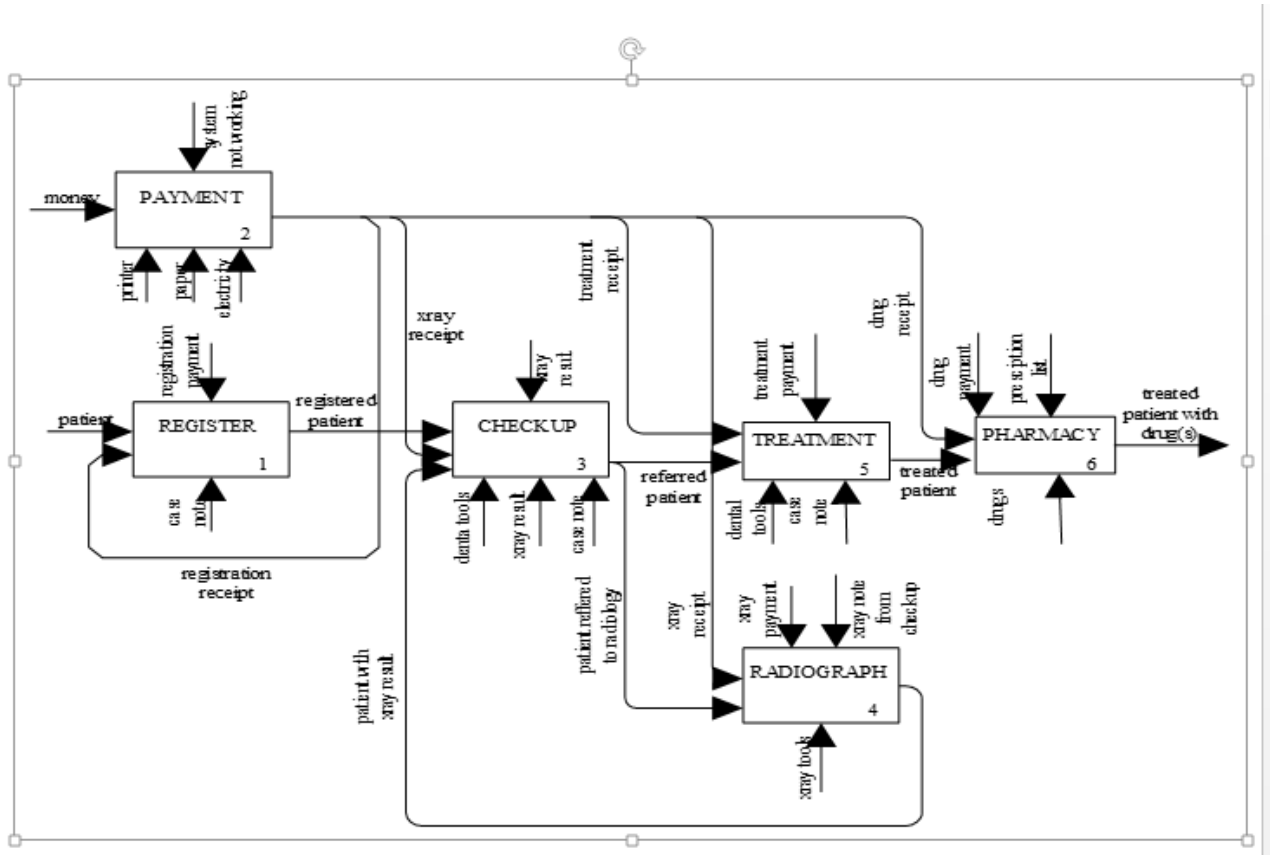 system
not working
money
PAYMENT
2
printer
paper
electricity
registration
payment
patient
REGISTER
1
case
note
registration
receipt
registered
patient
xray
receipt
xray
result
CHECKUP
3
denta tools
xray result
case note
treatment
receipt
referred
patient
patient reffered
to radiology
patient with
xray result
treatment
payment
TREATMENT
5
dental
tools
case
note
treated
patient
drug
receipt
drug
payment
list
PHARMACY
6
drugs
treated
patient with
drug(s)
xray
receipt
xray
payment
xray note
from
checkup
RADIOGRAPH
4
xray tools